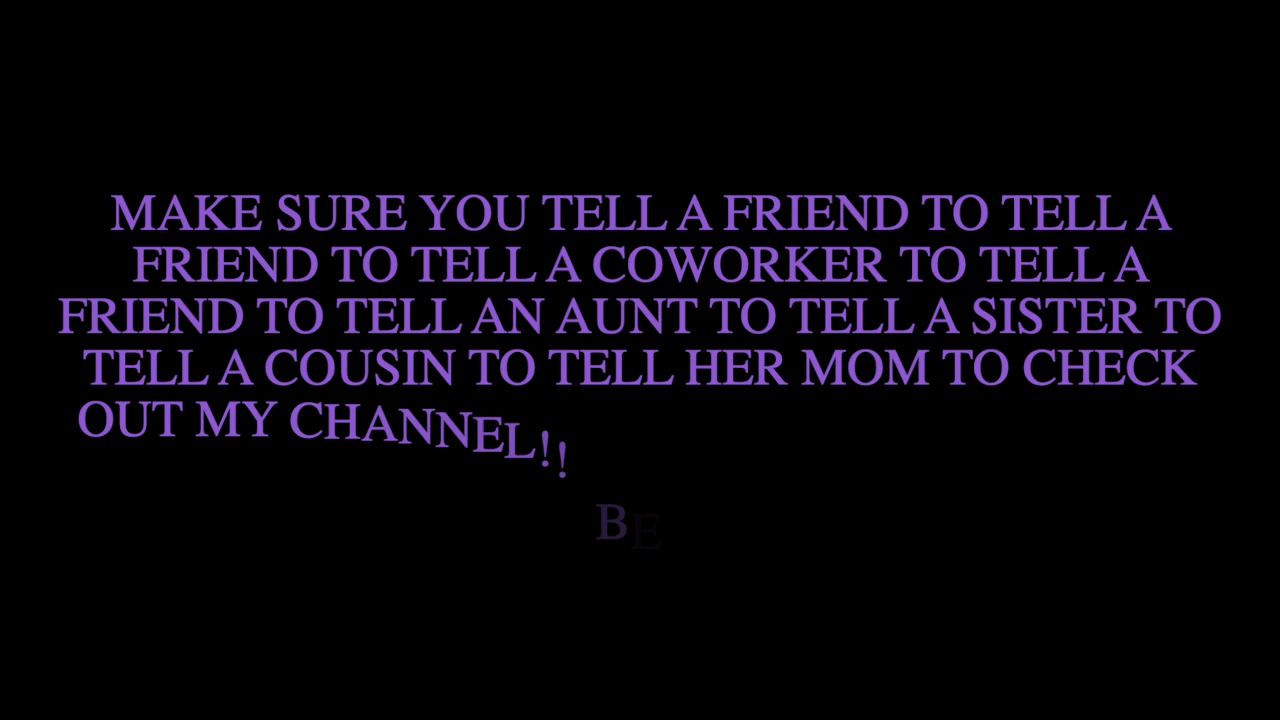 MAKE SURE YOU TELL A FRIEND TO TELL A
FRIEND TO TELL A COWORKER TO TELL A
FRIEND TO TELL AN AUNT TO TELL A SISTER TO
TELL A COUSIN TO TELL HER MOM TO CHECK
OUT MY CHANNEL!! BE